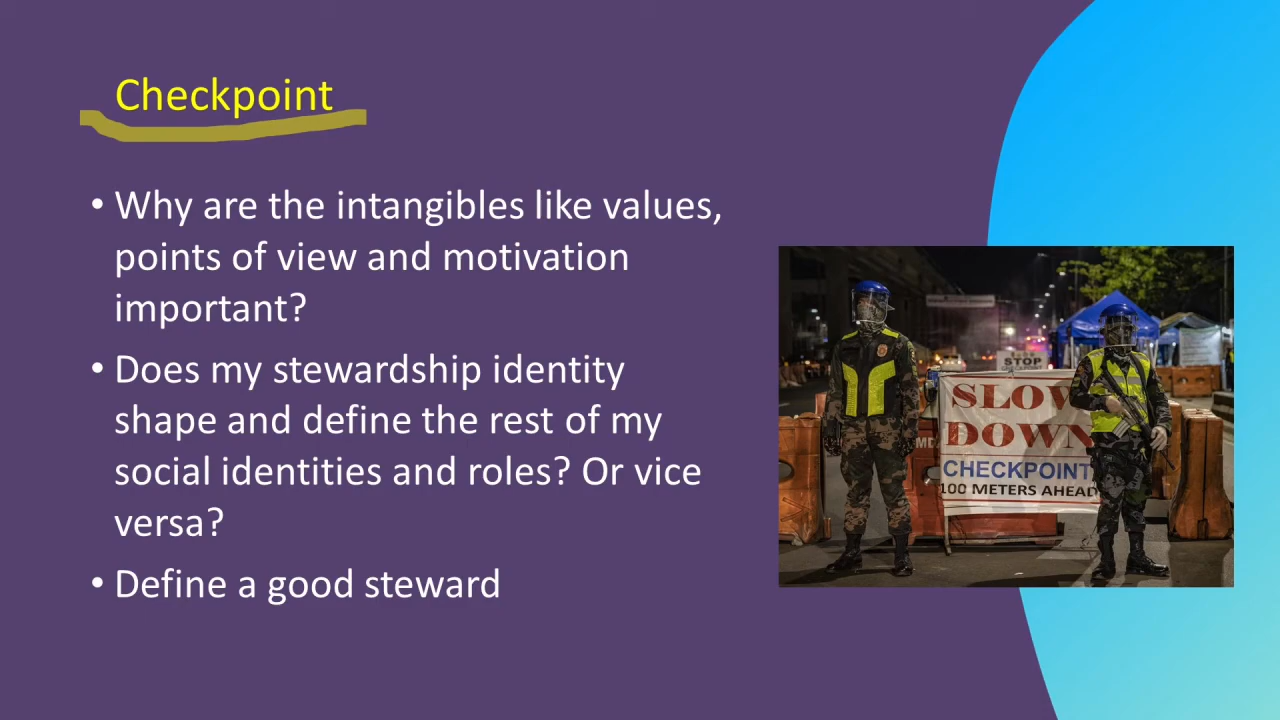 Checkpoint
• Why are the intangibles like values,
points of view and motivation
important?
• Does my stewardship identity
shape and define the rest of my
social identities and roles? Or vice
versa?
• Define a good steward
STOP
SLOW
DOWN
CHECKPOINT
100 METERS AHEAD